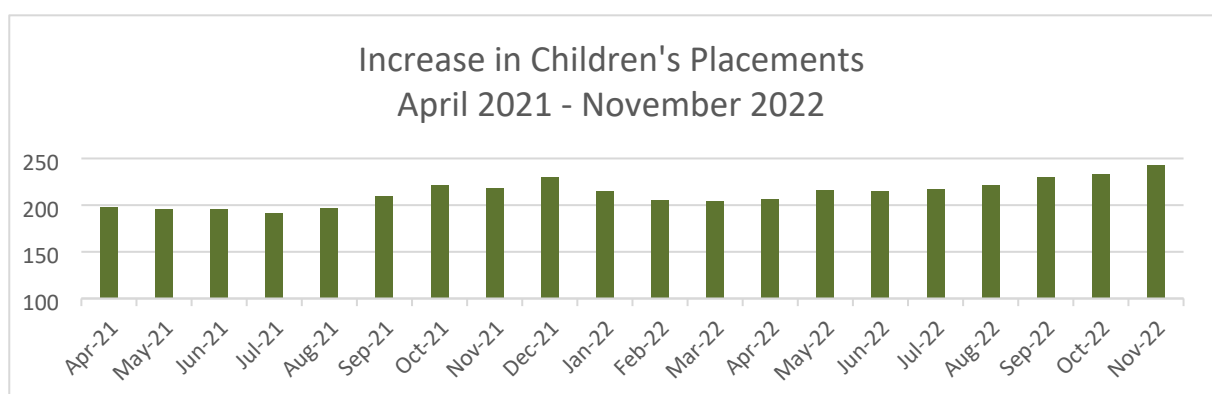 Increase in Children's Placements
April 2021 - November 2022
250
200
150
100
Apr-21
May-21
Jun-21
Jul-21
Aug-21
Sep-21
Oct-21
Nov-21
Dec-21
Jan-22
Feb-22
Mar-22
Apr-22
May-22
Jun-22
Jul-22
Aug-22
Sep-22
Oct-22
Nov-22